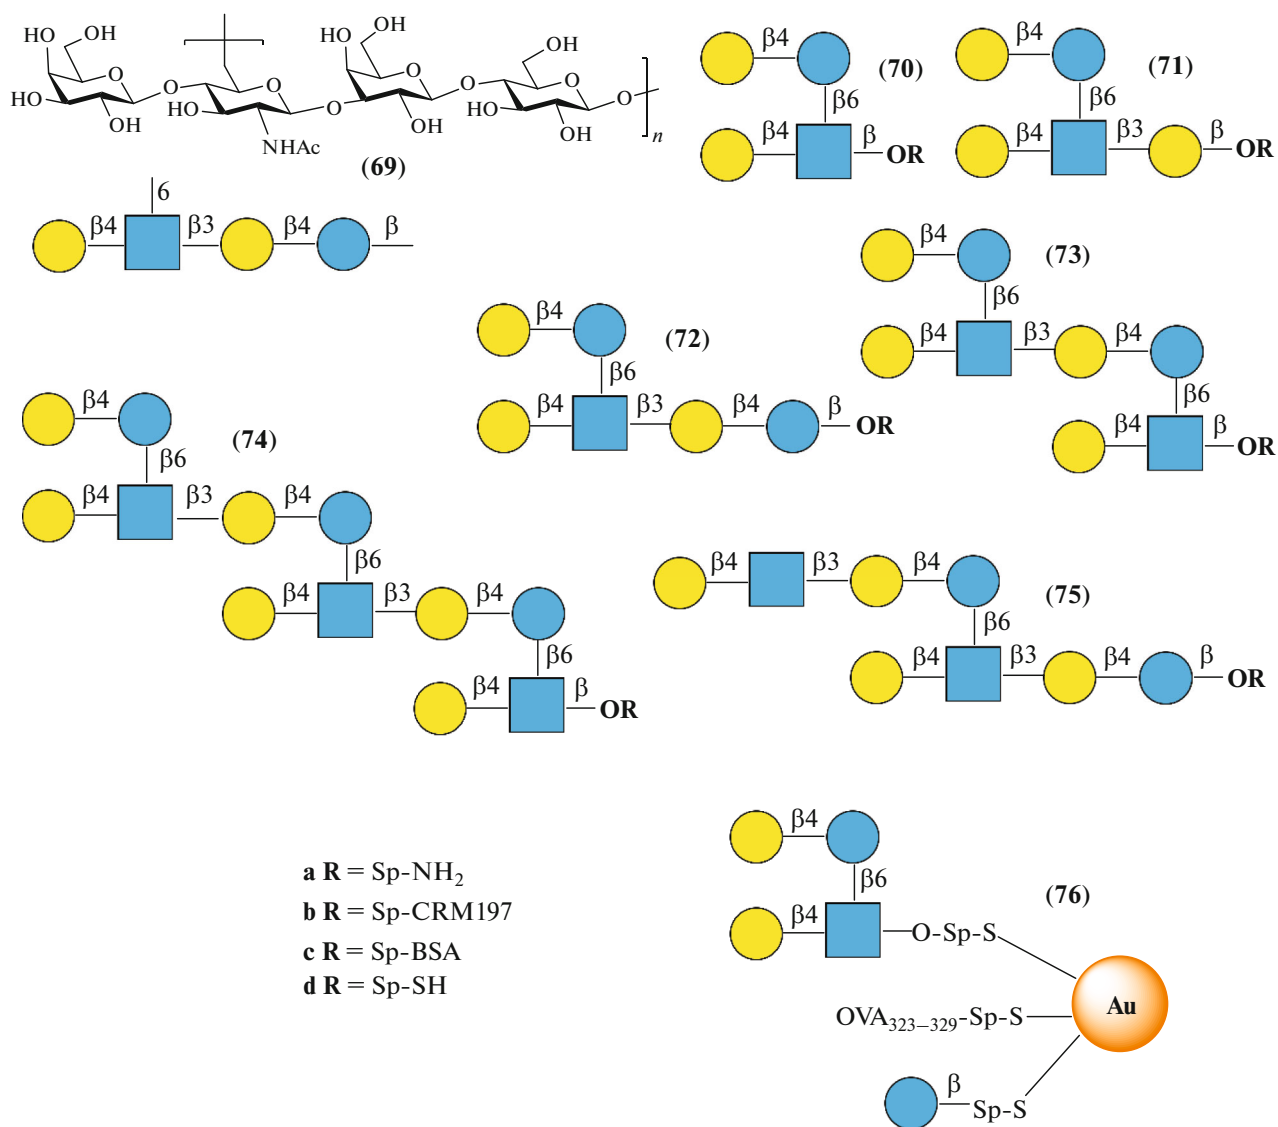 HO OH
HO
O
HO
OH
O
HO
O
NHAc
O
HO
OH
O
OH
O
OH
O
HO
OH
O
n
(69)
6
β4 β3 β4 β
β4
(70)
β6
β4 β
OR
β4
(71)
β6
β4 β3 β
OR
β4
(72)
β6
β4 β3 β4 β
OR
β4
(73)
β6
β4 β3 β4
β6
β4 β
OR
β4
(74)
β6
β4 β3 β4
β6
β4 β3 β4
β6
β4 β
OR
β4 β3 β4
(75)
β6
β4 β3 β4 β
OR
a R = Sp-NH₂
b R = Sp-CRM197
c R = Sp-BSA
d R = Sp-SH
β4
(76)
β6
β4
O-Sp-S
Au
OVA₃₂₃₋₃₂₉-Sp-S
β
Sp-S